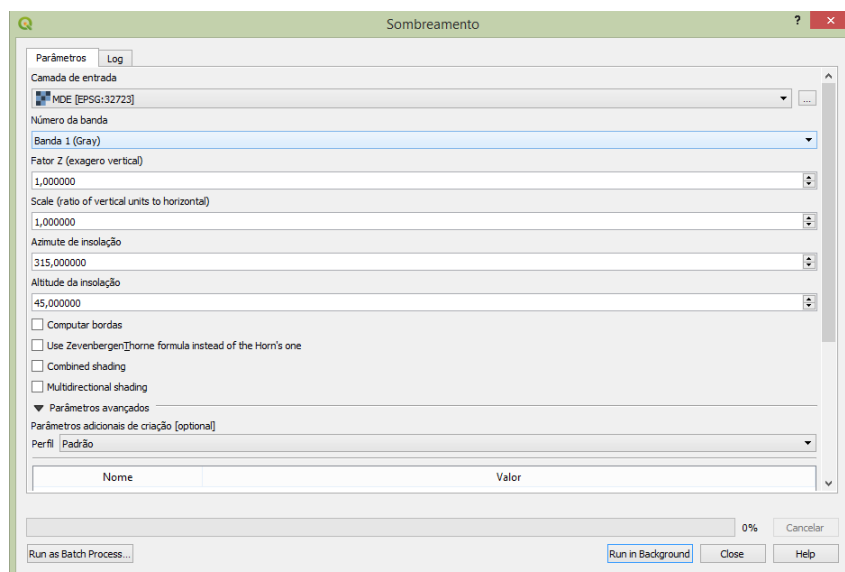 Sombreamento
?
×
Parâmetros Log
Camada de entrada
MDE [EPSG:32723]
...
Número da banda
Banda 1 (Gray)
Fator Z (exagero vertical)
1,000000
Scale (ratio of vertical units to horizontal)
1,000000
Azimute de insolação
315,000000
Altitude da insolação
45,000000
Computar bordas
Use ZevenbergenThorne formula instead of the Horn's one
Combined shading
Multidirectional shading
Parâmetros avançados
Parâmetros adicionais de criação [optional]
Perfil Padrão
Nome Valor
0% Cancelar
Run as Batch Process... Run in Background Close Help